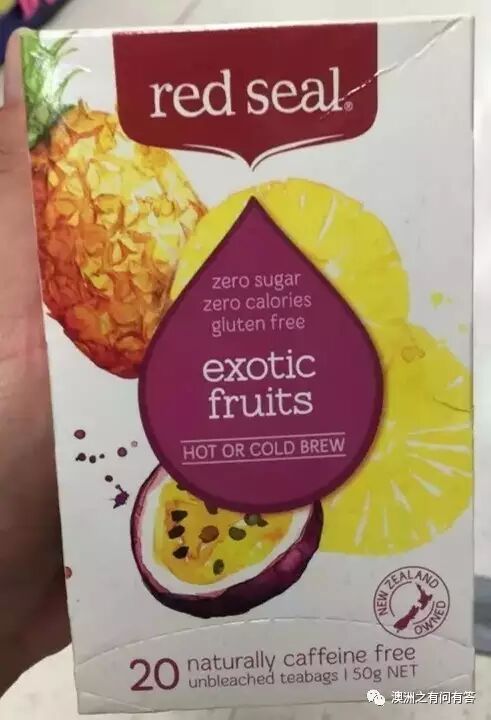 red seal®
zero sugar
zero calories
gluten free
exotic
fruits
HOT OR COLD BREW
NEW ZEALAND
OWNED
20 naturally caffeine free
unbleached teabags | 50g NET
澳洲之有问有答